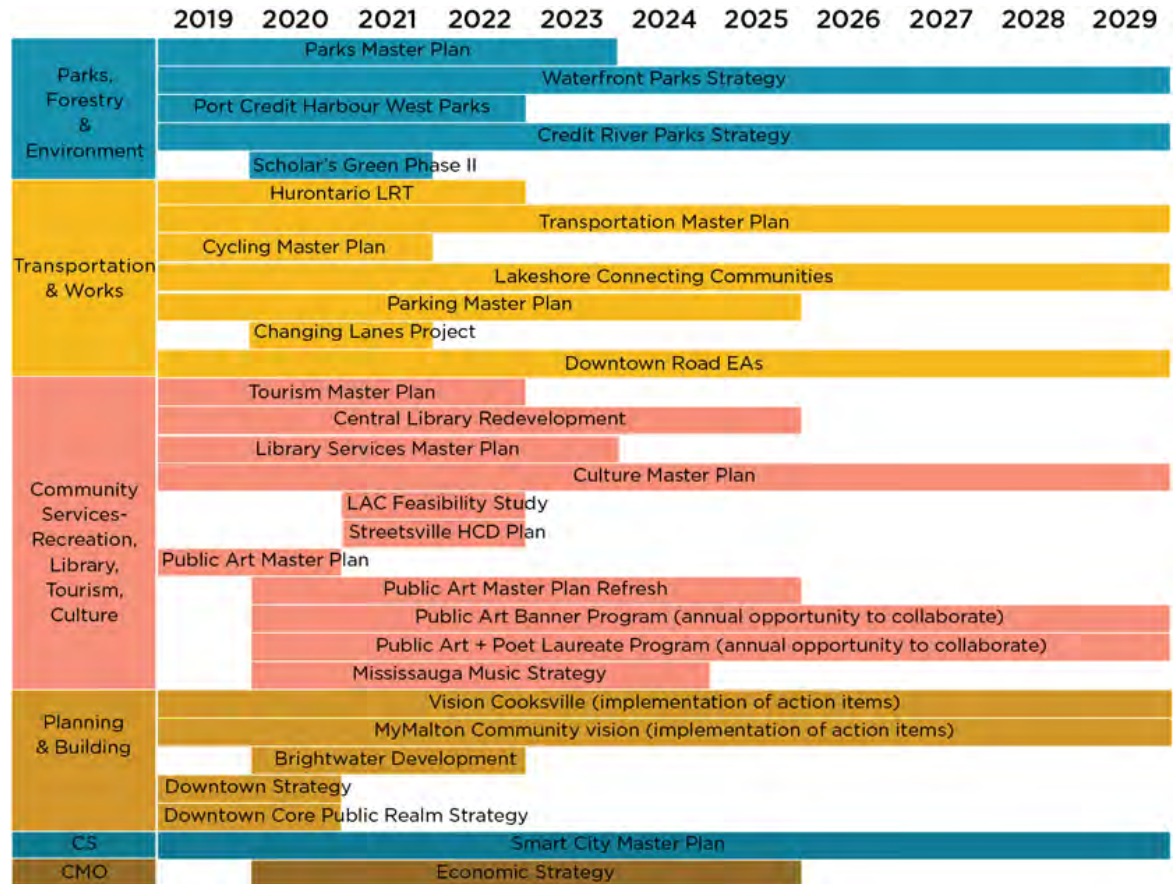 2019 2020 2021 2022 2023 2024 2025 2026 2027 2028 2029
Parks,
Forestry
&
Environment
Parks Master Plan
Waterfront Parks Strategy
Port Credit Harbour West Parks
Credit River Parks Strategy
Scholar's Green Phase II
Transportation
& Works
Hurontario LRT
Transportation Master Plan
Cycling Master Plan
Lakeshore Connecting Communities
Parking Master Plan
Changing Lanes Project
Downtown Road EAs
Community
Services-
Recreation,
Library,
Tourism,
Culture
Tourism Master Plan
Central Library Redevelopment
Library Services Master Plan
Culture Master Plan
LAC Feasibility Study
Streetsville HCD Plan
Public Art Master Plan
Public Art Master Plan Refresh
Public Art Banner Program (annual opportunity to collaborate)
Public Art + Poet Laureate Program (annual opportunity to collaborate)
Mississauga Music Strategy
Planning
& Building
Vision Cooksville (implementation of action items)
MyMalton Community vision (implementation of action items)
Brightwater Development
Downtown Strategy
Downtown Core Public Realm Strategy
CS
Smart City Master Plan
CMO
Economic Strategy